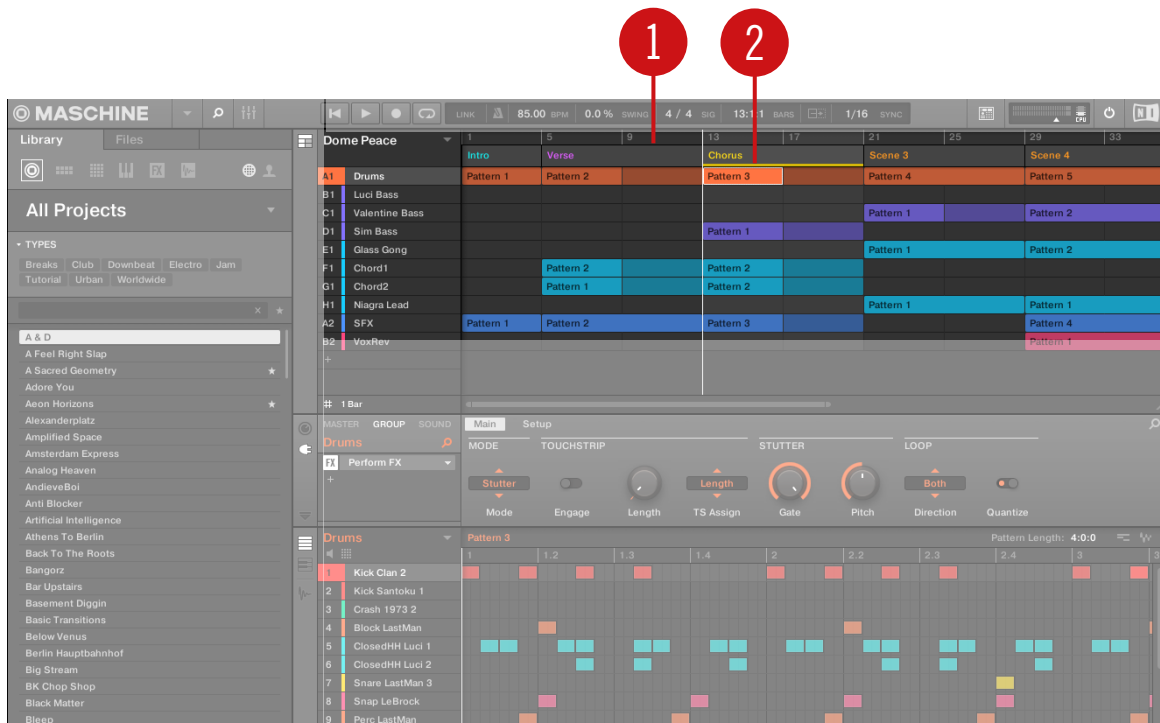 1 2
MASCHINE
LINK 85.00 BPM 0.0 % SWING 4 / 4 SIG 13:1:1 BARS 1/16 SYNC CPU NI
Library Files
All Projects
TYPES
Breaks Club Downbeat Electro Jam
Tutorial Urban Worldwide
A & D
A Feel Right Slap
A Sacred Geometry
Adore You
Aeon Horizons
Alexanderplatz
Amplified Space
Amsterdam Express
Analog Heaven
AndieveBoi
Anti Blocker
Artificial Intelligence
Athens To Berlin
Back To The Roots
Bangorz
Bar Upstairs
Basement Diggin
Basic Transitions
Below Venus
Berlin Hauptbahnhof
Big Stream
BK Chop Shop
Black Matter
Bleep
Dome Peace 1 5 9 13 17 21 25 29 33
Intro Verse Chorus Scene 3 Scene 4
A1 Drums Pattern 1 Pattern 2 Pattern 3 Pattern 4 Pattern 5
B1 Luci Bass
C1 Valentine Bass Pattern 1 Pattern 2
D1 Sim Bass Pattern 1
E1 Glass Gong Pattern 1 Pattern 2
F1 Chord1 Pattern 2 Pattern 2
G1 Chord2 Pattern 1 Pattern 2
H1 Niagra Lead Pattern 1 Pattern 1
A2 SFX Pattern 1 Pattern 2 Pattern 3 Pattern 4
B2 VoxRev Pattern 1
+
# 1 Bar
MASTER GROUP SOUND Main Setup
Drums MODE TOUCHSTRIP STUTTER LOOP
FX Perform FX
+
Stutter Length Both
Mode Engage Length TS Assign Gate Pitch Direction Quantize
Drums Pattern 3 Pattern Length: 4:0:0
1 1.2 1.3 1.4 2 2.2 2.3 2.4 3
1 Kick Clan 2
2 Kick Santoku 1
3 Crash 1973 2
4 Block LastMan
5 ClosedHH Luci 1
6 ClosedHH Luci 2
7 Snare LastMan 3
8 Snap LeBrock
9 Perc LastMan